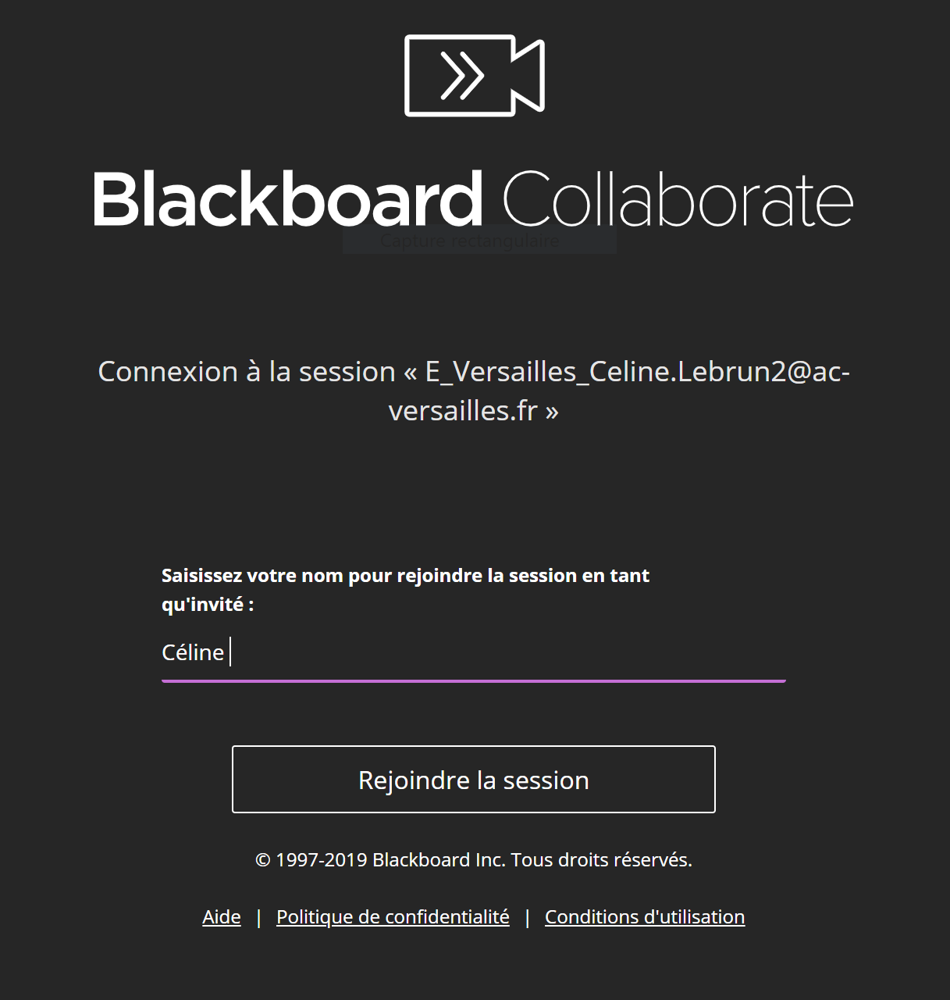 Blackboard Collaborate
Capture rectangulaire
Connexion à la session « E_Versailles_Celine.Lebrun2@ac-
versailles.fr »
Saisissez votre nom pour rejoindre la session en tant
qu'invité :
Céline
Rejoindre la session
© 1997-2019 Blackboard Inc. Tous droits réservés.
Aide | Politique de confidentialité | Conditions d'utilisation